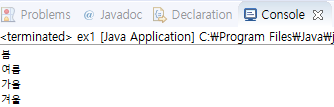 Problems @ Javadoc Declaration Console
<terminated> ex1 [Java Application] C:₩Program Files₩Java₩j
봄
여름
가을
겨울